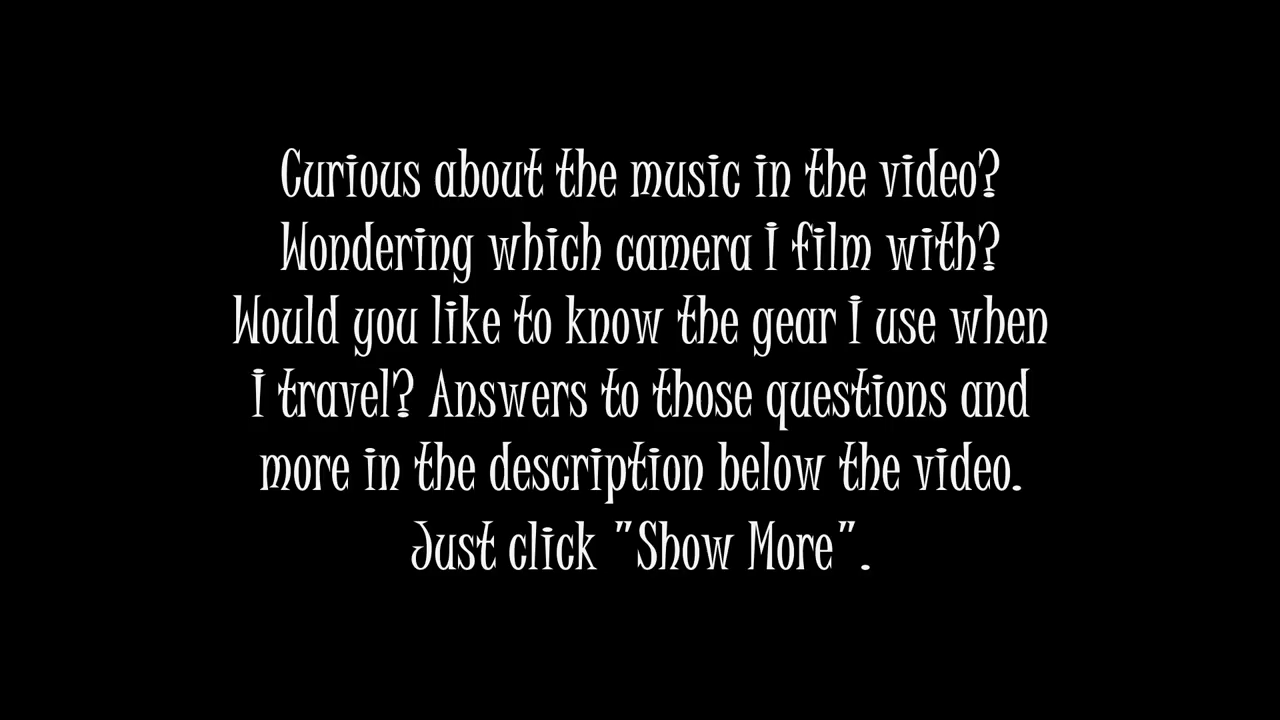 Curious about the music in the video?
Wondering which camera I film with?
Would you like to know the gear I use when
I travel? Answers to those questions and
more in the description below the video.
Just click "Show More".